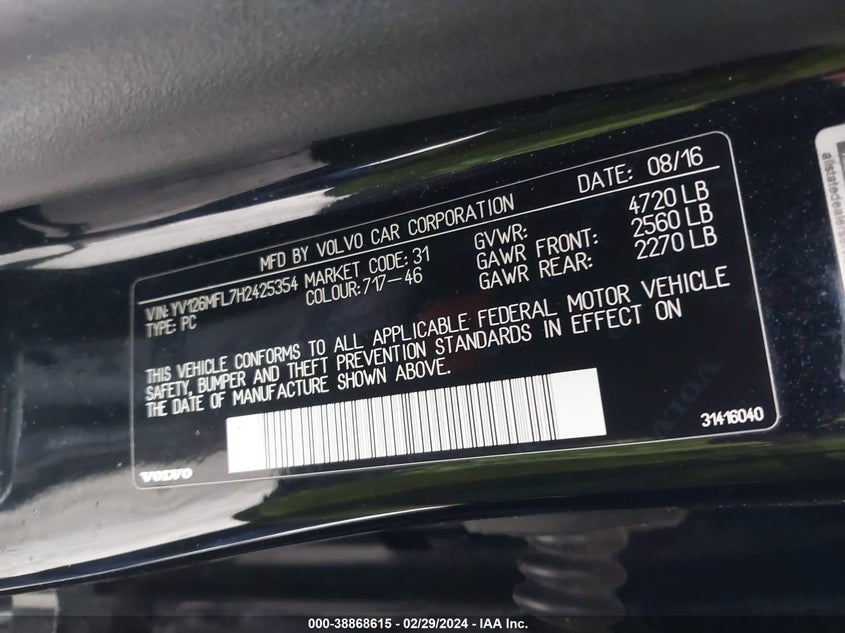 MFD BY VOLVO CAR CORPORATION DATE: 08/16
VIN: YV126MFL7H2425354 MARKET CODE: 31 GVWR: 4720 LB
TYPE: PC COLOUR: 717-46 GAWR FRONT: 2560 LB
GAWR REAR: 2270 LB
THIS VEHICLE CONFORMS TO ALL APPLICABLE FEDERAL MOTOR VEHICLE
SAFETY, BUMPER AND THEFT PREVENTION STANDARDS IN EFFECT ON
THE DATE OF MANUFACTURE SHOWN ABOVE.
VOLVO
VOLVO
31416040
000-38868615 - 02/29/2024 - IAA Inc.